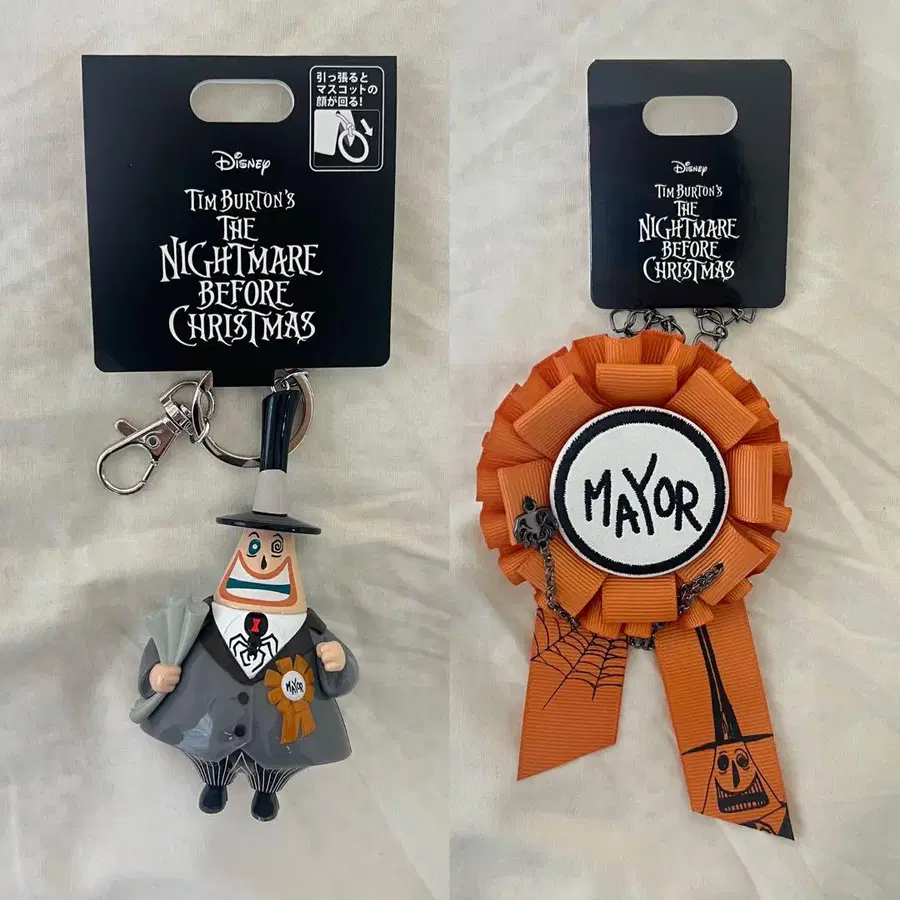 引っ張ると
マスコットの
顔が回る!
Disney
TIM BURTON'S
THE
NIGHTMARE
BEFORE
CHRISTMAS
MAYOR
Disney
TIM BURTON'S
THE
NIGHTMARE
BEFORE
CHRISTMAS
MAYOR